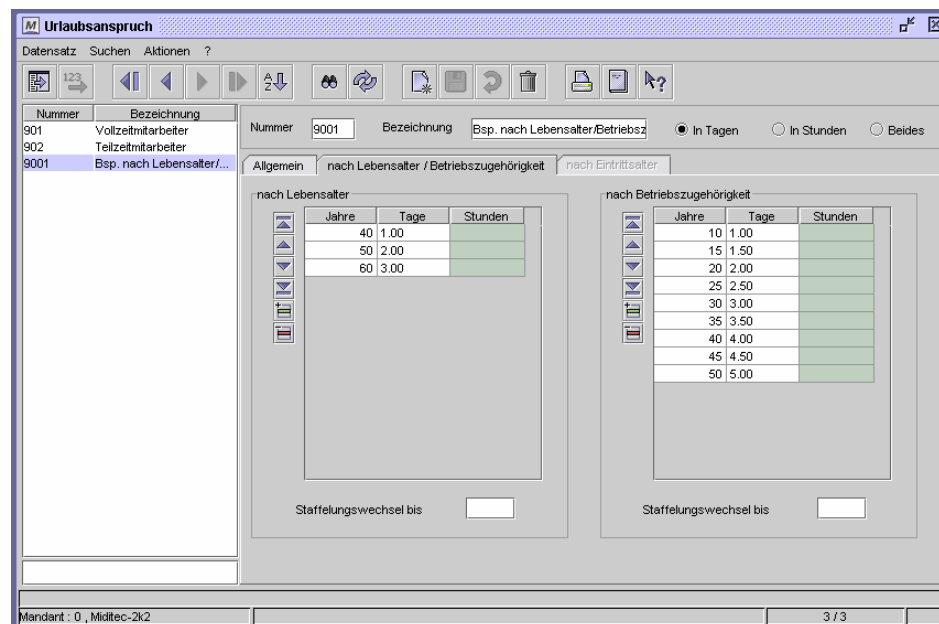 Urlaubsanspruch
Datensatz Suchen Aktionen ?
Nummer Bezeichnung
901 Vollzeitmitarbeiter
902 Teilzeitmitarbeiter
9001 Bsp. nach Lebensalter/...
Nummer 9001 Bezeichnung Bsp. nach Lebensalter/Betriebsz In Tagen In Stunden Beides
Allgemein nach Lebensalter / Betriebszugehörigkeit nach Eintrittsalter
nach Lebensalter
Jahre Tage Stunden
40 1.00
50 2.00
60 3.00
Staffelungswechsel bis
nach Betriebszugehörigkeit
Jahre Tage Stunden
10 1.00
15 1.50
20 2.00
25 2.50
30 3.00
35 3.50
40 4.00
45 4.50
50 5.00
Staffelungswechsel bis
Mandant : 0 , Miditec-2k2 3 / 3